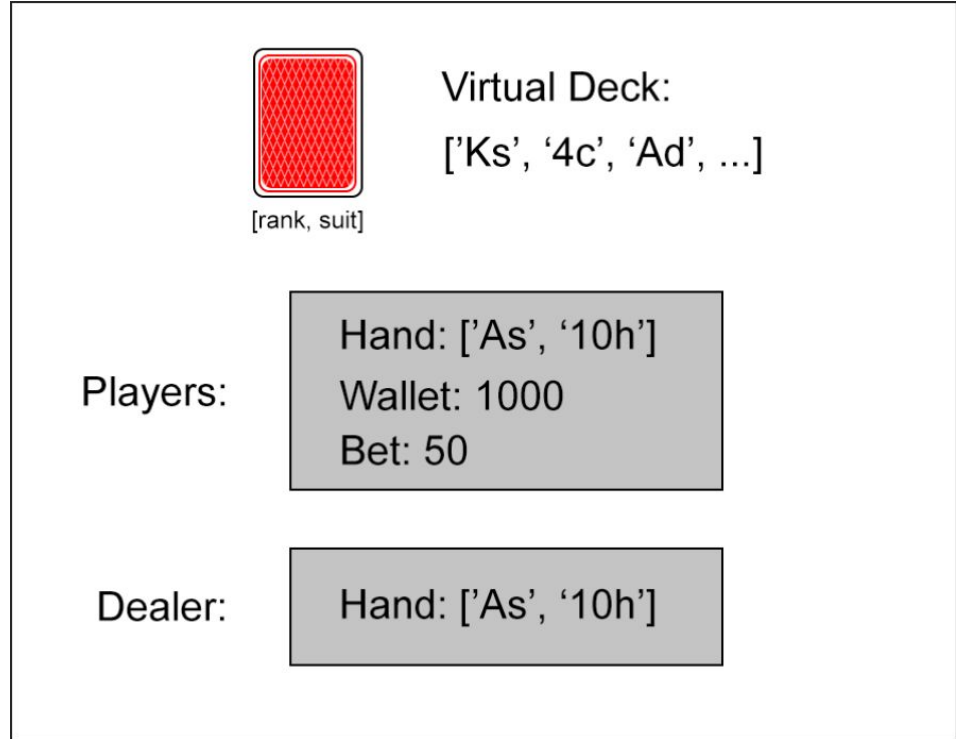 Virtual Deck:
[’Ks’, ‘4c’, ‘Ad’, ...]
[rank, suit]
Players:
Hand: [’As’, ‘10h’]
Wallet: 1000
Bet: 50
Dealer:
Hand: [’As’, ‘10h’]